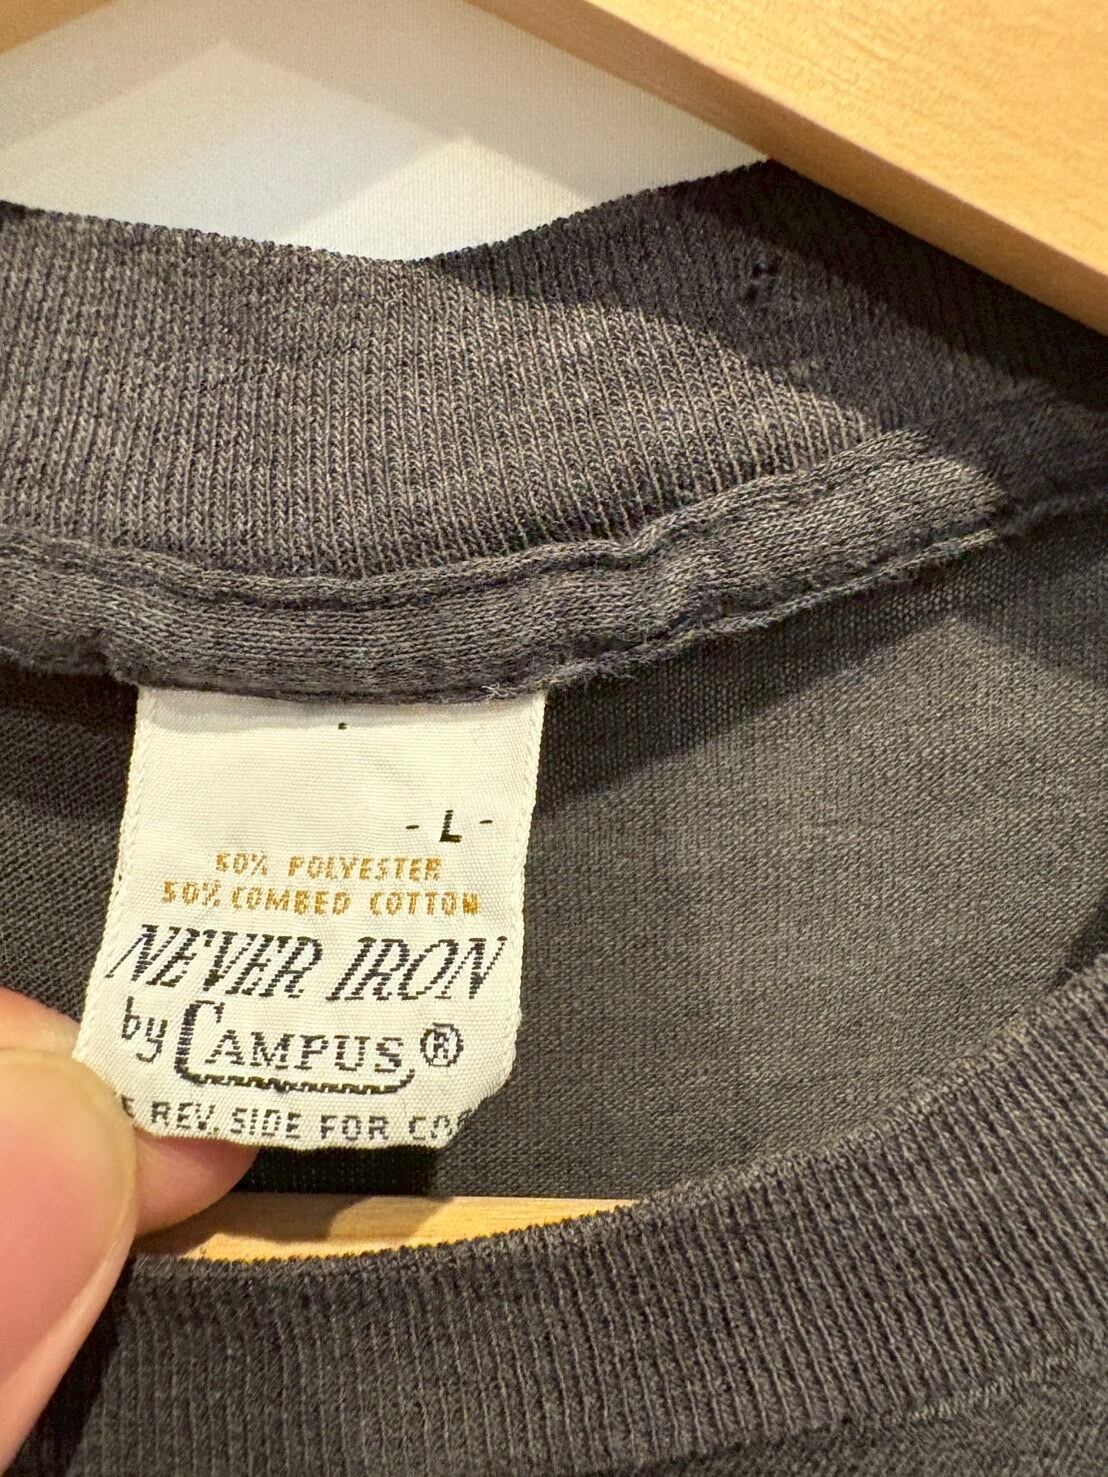 - L -
50% POLYESTER
50% COMBED COTTON
NEVER IRON
by CAMPUS ®
REV. SIDE FOR